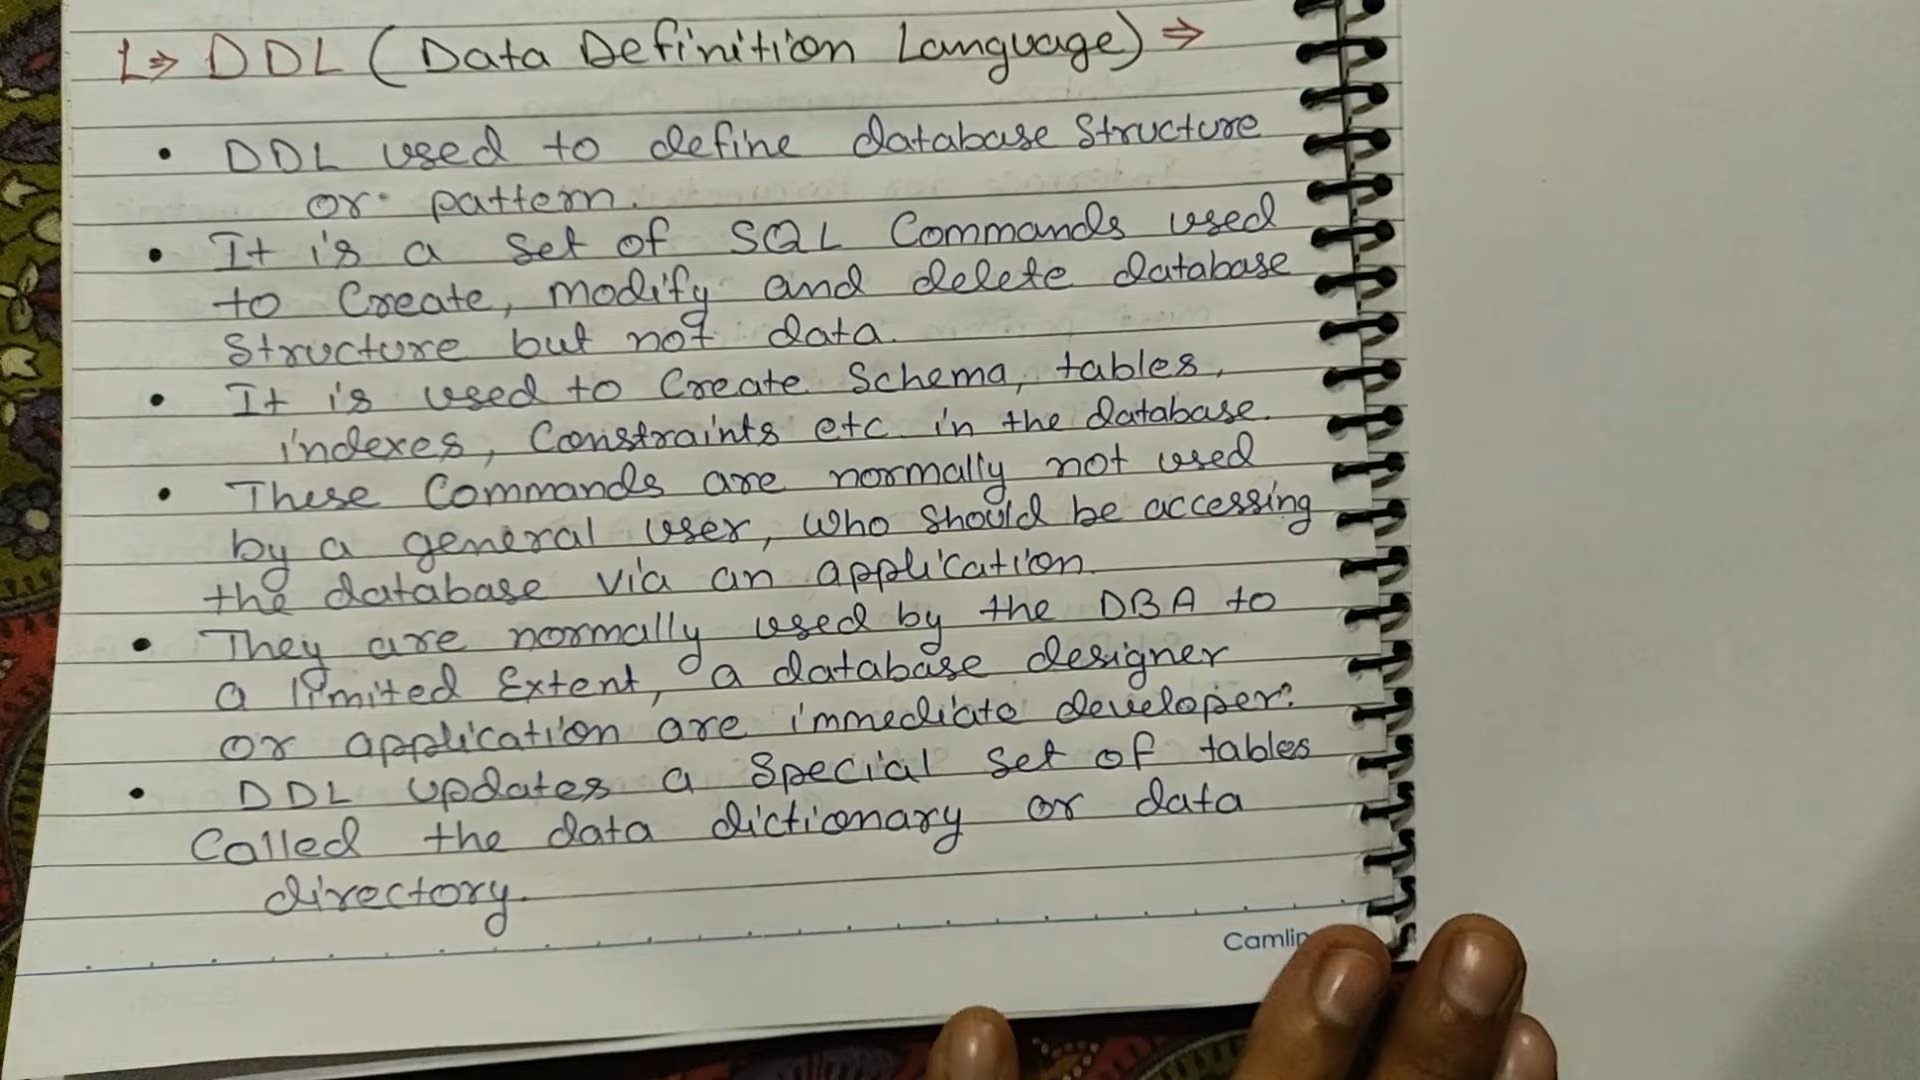 1⇒ DDL (Data Definition Language) ⇒
• DDL used to define database Structure
or pattern.
• It is a set of SQL Commands used
to Create, modify and delete database
Structure but not data.
• It is used to Create Schema, tables,
indexes, Constraints etc in the database.
• These Commands are normally not used
by a general user, who should be accessing
the database via an application.
• They are normally used by the DBA to
a limited Extent, a database designer
or application are immediate developer.
• DDL updates a Special set of tables
Called the data dictionary or data
directory.
Camlin